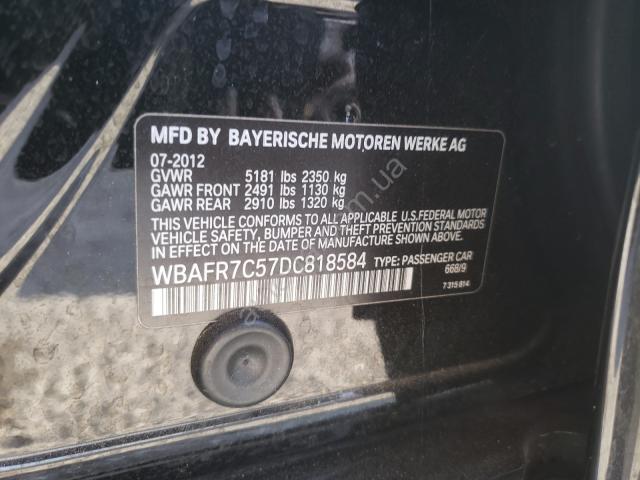 MFD BY BAYERISCHE MOTOREN WERKE AG
07-2012
GVWR 5181 lbs 2350 kg
GAWR FRONT 2491 lbs 1130 kg
GAWR REAR 2910 lbs 1320 kg
THIS VEHICLE CONFORMS TO ALL APPLICABLE U.S.FEDERAL MOTOR
VEHICLE SAFETY, BUMPER, AND THEFT PREVENTION STANDARDS
IN EFFECT ON THE DATE OF MANUFACTURE SHOWN ABOVE.
WBAFR7C57DC818584 TYPE: PASSENGER CAR
668/9
7 315 814